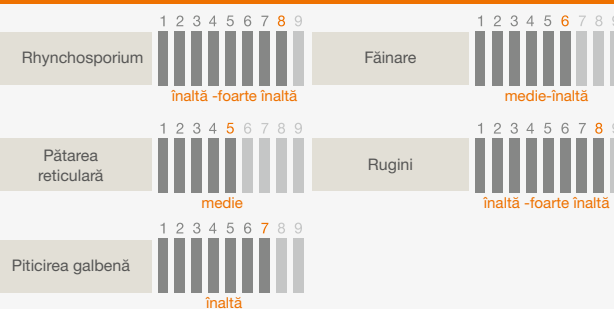 1 2 3 4 5 6 7 8 9
Rhynchosporium
înaltă -foarte înaltă
1 2 3 4 5 6 7 8 9
Făinare
medie-înaltă
1 2 3 4 5 6 7 8 9
Pătarea
reticulară
medie
1 2 3 4 5 6 7 8 9
Rugini
înaltă -foarte înaltă
1 2 3 4 5 6 7 8 9
Piticirea galbenă
înaltă